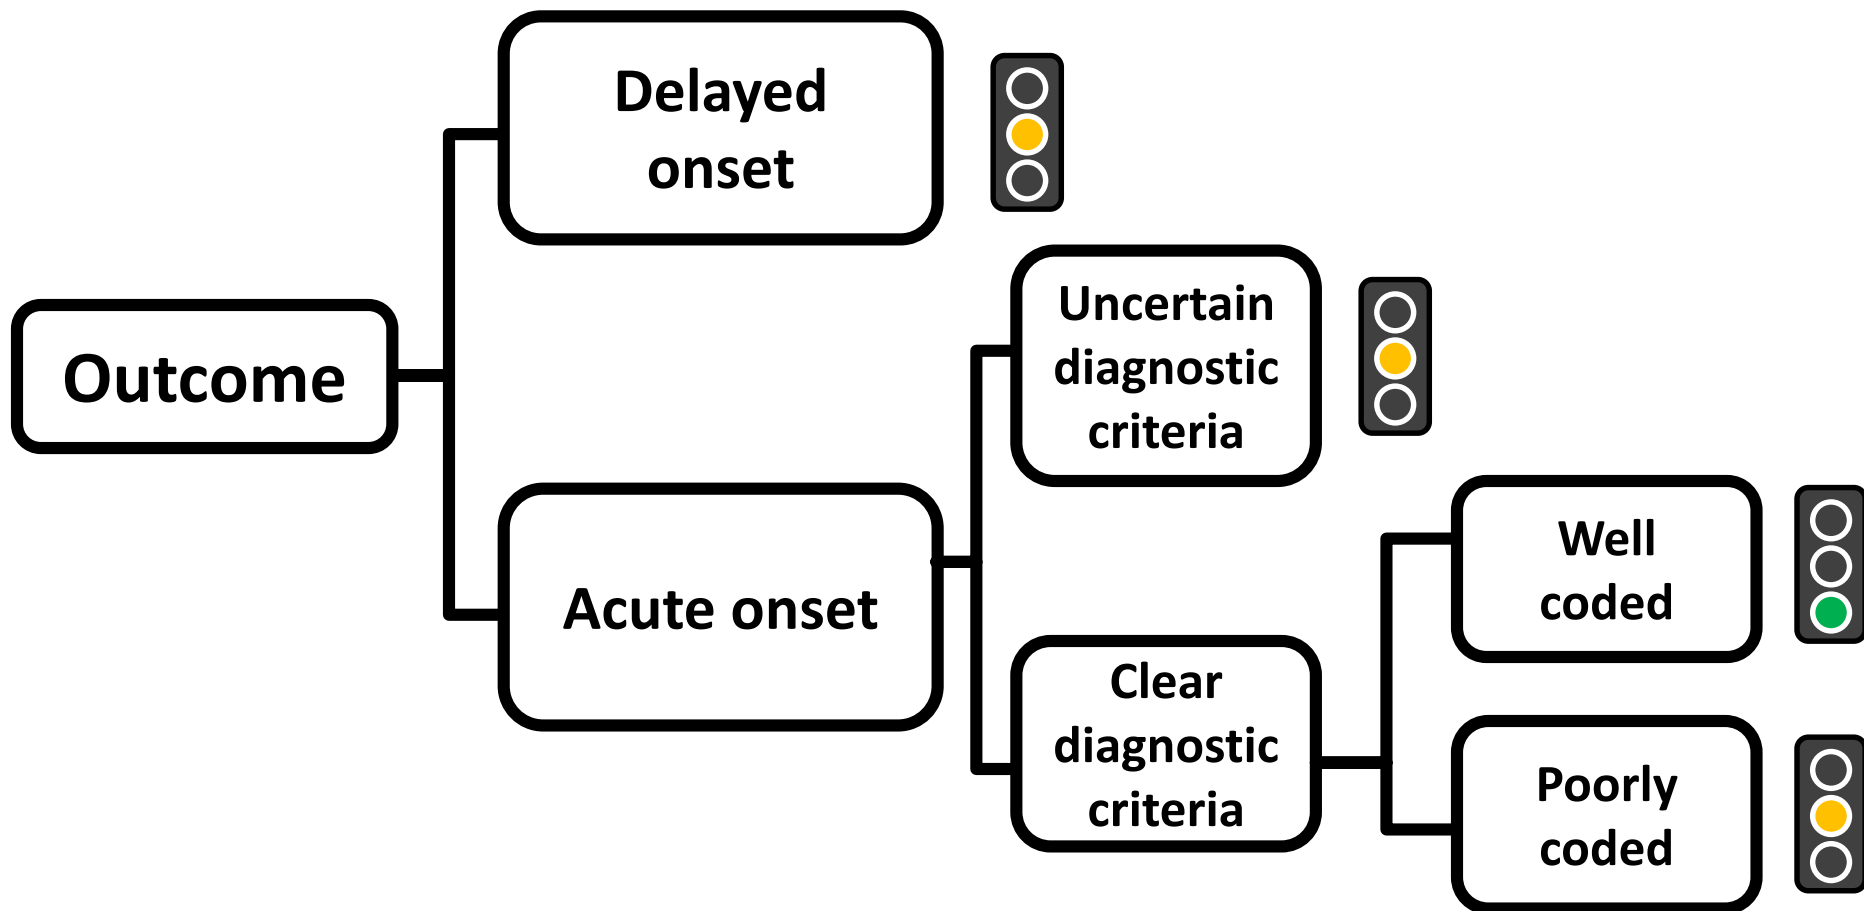 Outcome
Delayed
onset
Acute onset
Uncertain
diagnostic
criteria
Clear
diagnostic
criteria
Well
coded
Poorly
coded